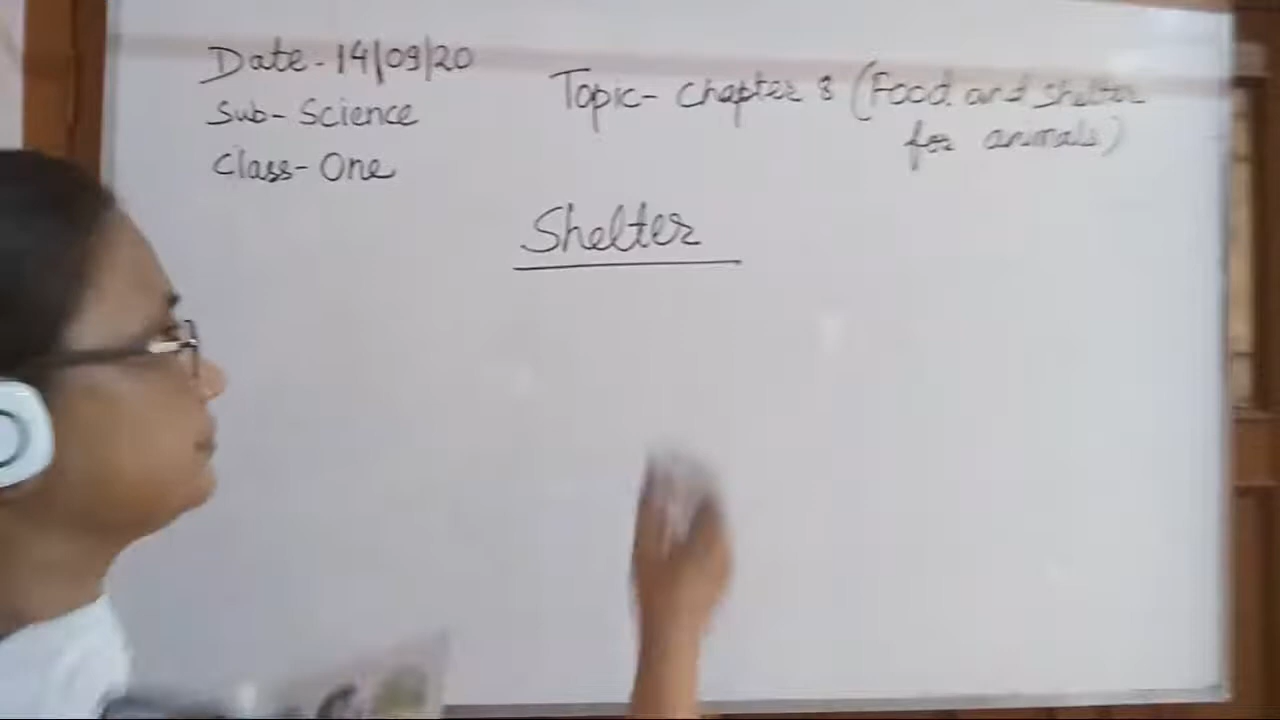 Date - 14/09/20
Sub - Science
Class - One
Topic - Chapter 8 (Food and Shelter
for animals)
Shelter